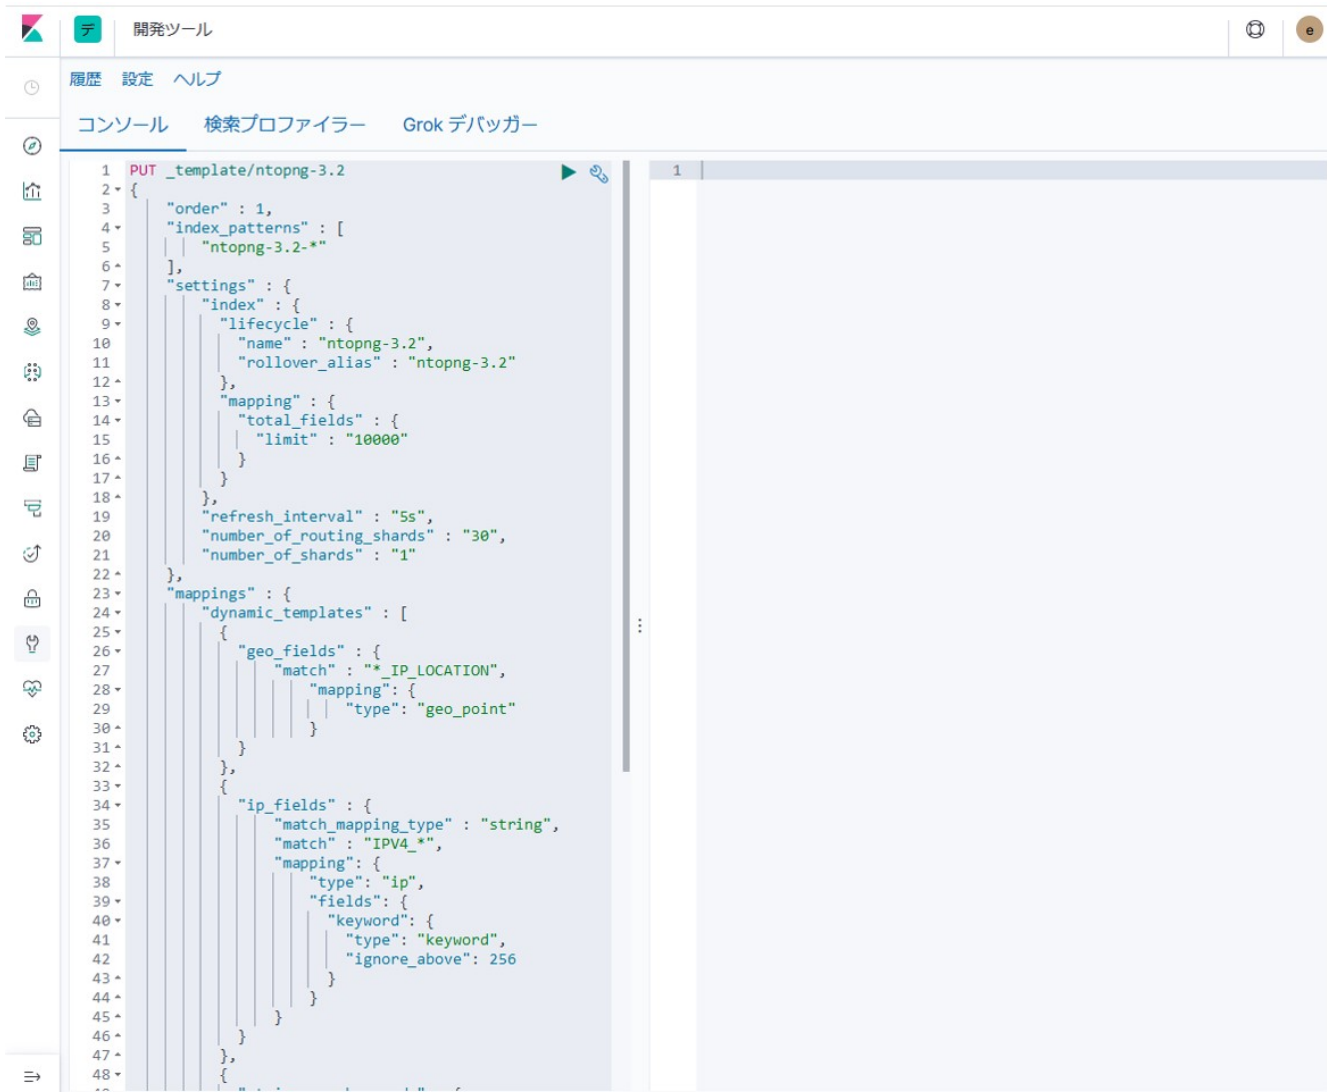 デ 開発ツール e
履歴 設定 ヘルプ
コンソール 検索プロファイラー Grok デバッガー
1 PUT _template/ntopng-3.2
2 {
3 "order" : 1,
4 "index_patterns" : [
5 "ntopng-3.2-*"
6 ],
7 "settings" : {
8 "index" : {
9 "lifecycle" : {
10 "name" : "ntopng-3.2",
11 "rollover_alias" : "ntopng-3.2"
12 },
13 "mapping" : {
14 "total_fields" : {
15 "limit" : "10000"
16 }
17 }
18 },
19 "refresh_interval" : "5s",
20 "number_of_routing_shards" : "30",
21 "number_of_shards" : "1"
22 },
23 "mappings" : {
24 "dynamic_templates" : [
25 {
26 "geo_fields" : {
27 "match" : "*_IP_LOCATION",
28 "mapping": {
29 "type": "geo_point"
30 }
31 }
32 },
33 {
34 "ip_fields" : {
35 "match_mapping_type" : "string",
36 "match" : "IPV4_*",
37 "mapping": {
38 "type": "ip",
39 "fields": {
40 "keyword": {
41 "type": "keyword",
42 "ignore_above": 256
43 }
44 }
45 }
46 }
47 },
48 {
1